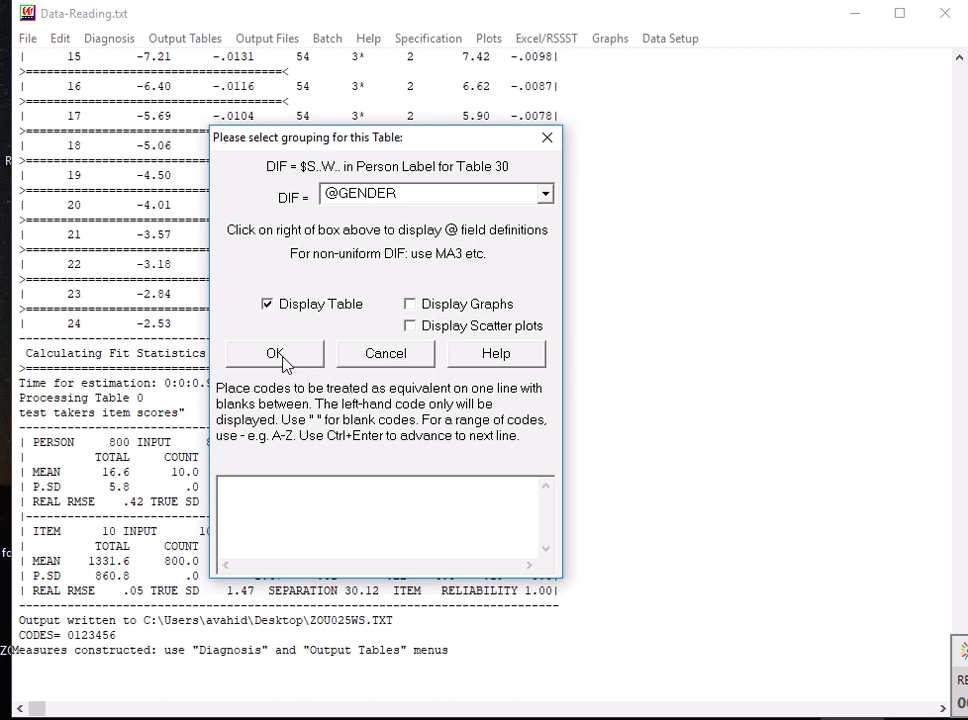 Data-Reading.txt
File Edit Diagnosis Output Tables Output Files Batch Help Specification Plots Excel/RSSST Graphs Data Setup
| 15 -7.21 -.0131 54 3* 2 7.42 -.0098|
>=====================================<
| 16 -6.40 -.0116 54 3* 2 6.62 -.0087|
>=====================================<
| 17 -5.69 -.0104 54 3* 2 5.90 -.0078|
| 18 -5.06
| 19 -4.50
| 20 -4.01
| 21 -3.57
| 22 -3.18
| 23 -2.84
| 24 -2.53
Calculating Fit Statistics
Time for estimation: 0:0:0.9
Processing Table 0
test takers item scores"
| PERSON 800 INPUT
| TOTAL COUNT
| MEAN 16.6 10.0
| P.SD 5.8 .0
| REAL RMSE .42 TRUE SD
| ITEM 10 INPUT
| TOTAL COUNT
| MEAN 1331.6 800.0
| P.SD 860.8 .0
| REAL RMSE .05 TRUE SD 1.47 SEPARATION 30.12 ITEM RELIABILITY 1.00|
Output written to C:\Users\avahid\Desktop\ZOU025WS.TXT
CODES= 0123456
Measures constructed: use "Diagnosis" and "Output Tables" menus
Please select grouping for this Table:
DIF = $S..W.. in Person Label for Table 30
DIF = @GENDER
Click on right of box above to display @ field definitions
For non-uniform DIF: use MA3 etc.
Display Table Display Graphs
Display Scatter plots
OK Cancel Help
Place codes to be treated as equivalent on one line with
blanks between. The left-hand code only will be
displayed. Use " " for blank codes. For a range of codes,
use - e.g. A-Z. Use Ctrl+Enter to advance to next line.